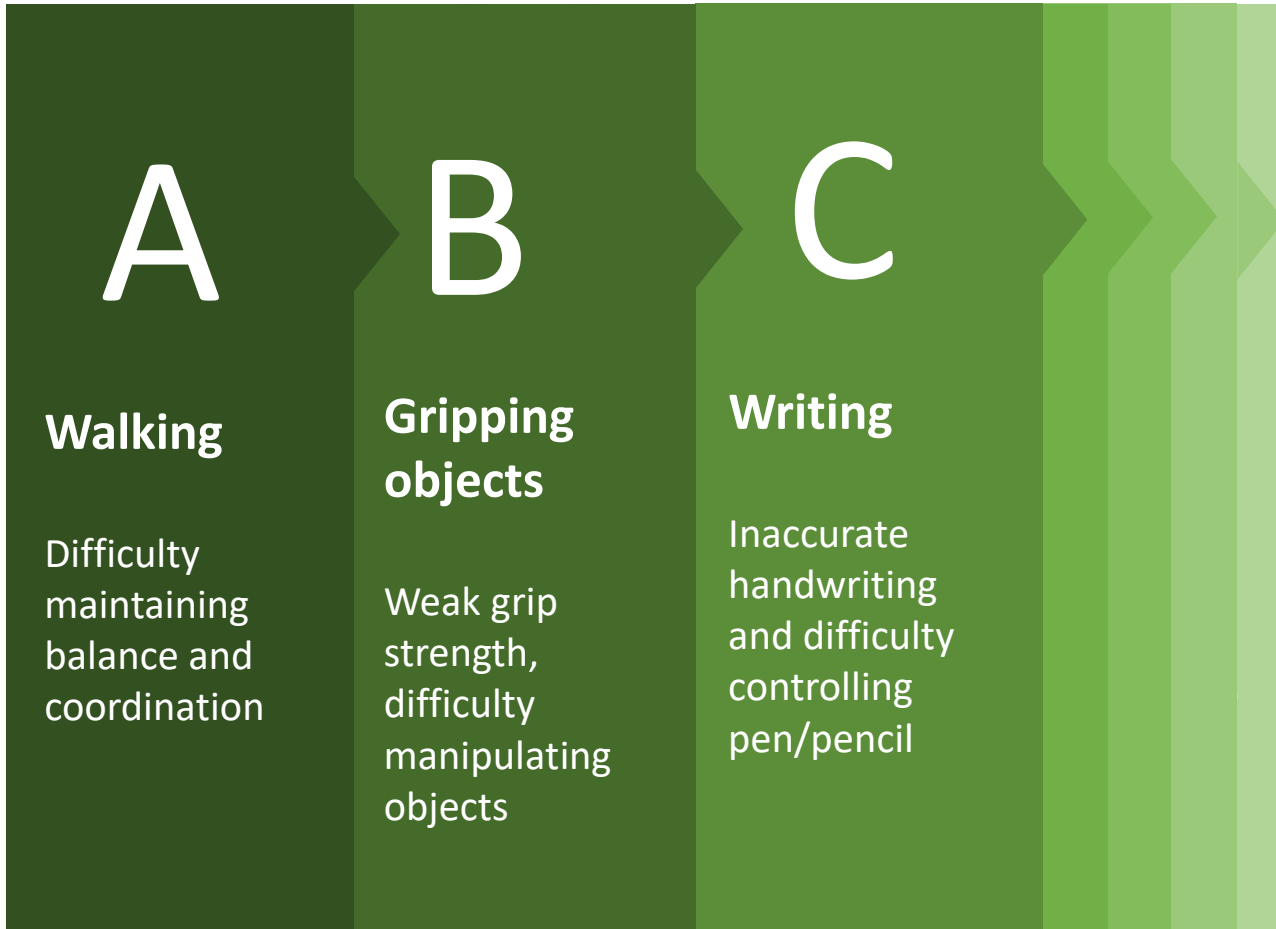 A
Walking
Difficulty
maintaining
balance and
coordination
B
Gripping
objects
Weak grip
strength,
difficulty
manipulating
objects
C
Writing
Inaccurate
handwriting
and difficulty
controlling
pen/pencil